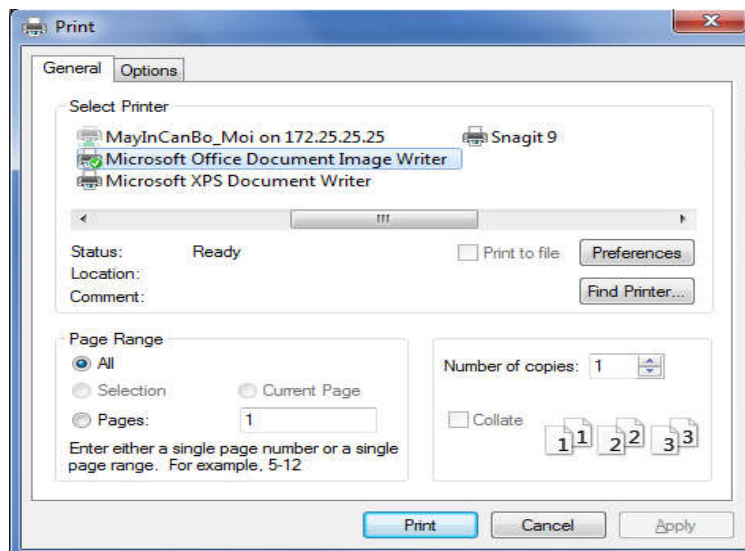 Print
General Options
Select Printer
MayInCanBo_Moi on 172.25.25.25 Snagit 9
Microsoft Office Document Image Writer
Microsoft XPS Document Writer
Status: Ready Print to file Preferences
Location:
Comment: Find Printer...
Page Range
All
Selection Current Page
Pages: 1
Enter either a single page number or a single
page range. For example, 5-12
Number of copies: 1
Collate
1 1 2 2 3 3
Print Cancel Apply